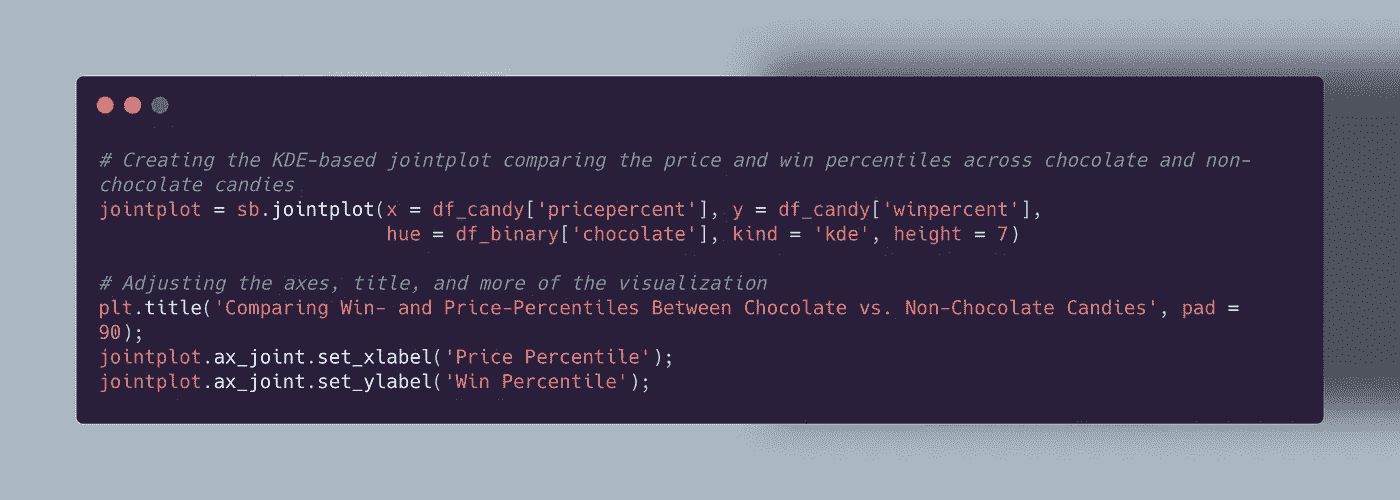 # Creating the KDE-based jointplot comparing the price and win percentiles across chocolate and non-
chocolate candies
jointplot = sb.jointplot(x = df_candy['pricepercent'], y = df_candy['winpercent'],
                         hue = df_binary['chocolate'], kind = 'kde', height = 7)
# Adjusting the axes, title, and more of the visualization
plt.title('Comparing Win- and Price-Percentiles Between Chocolate vs. Non-Chocolate Candies', pad =
90);
jointplot.ax_joint.set_xlabel('Price Percentile');
jointplot.ax_joint.set_ylabel('Win Percentile');